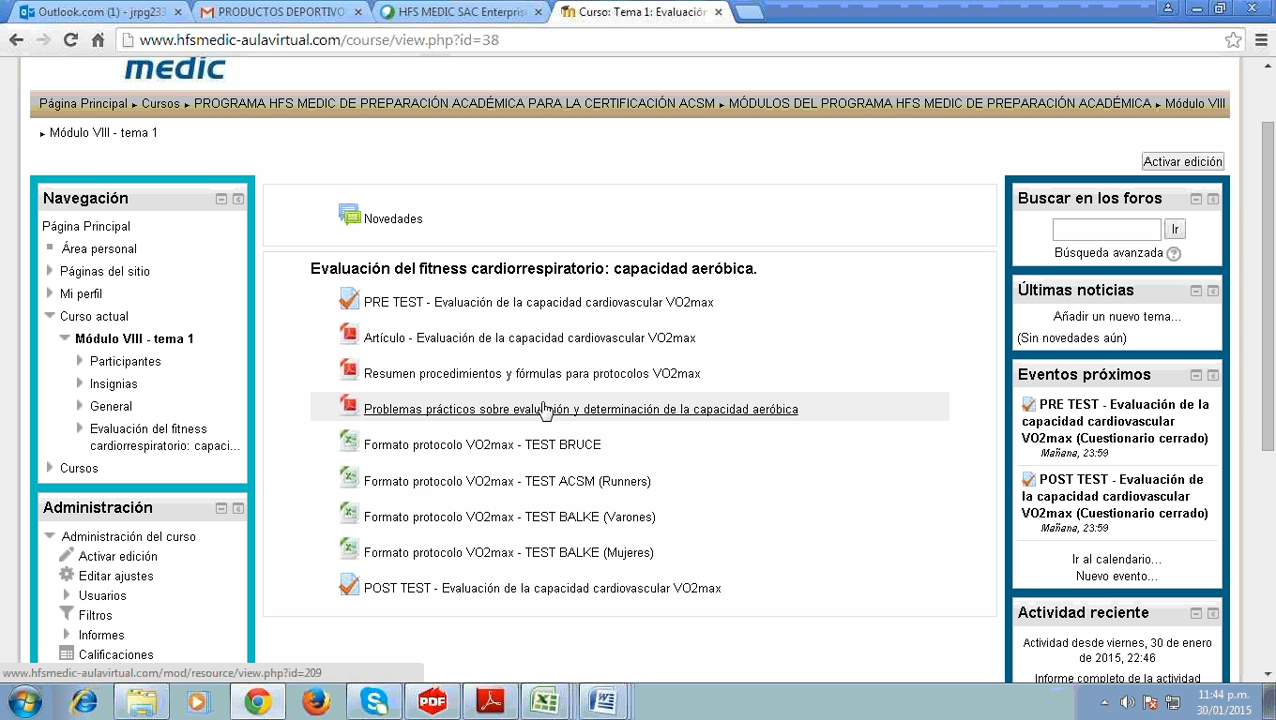 Outlook.com (1) - jrpg233
PRODUCTOS DEPORTIVO
HFS MEDIC SAC Enterpris
Curso: Tema 1: Evaluación
www.hfsmedic-aulavirtual.com/course/view.php?id=38
medic
Página Principal ▸ Cursos ▸ PROGRAMA HFS MEDIC DE PREPARACIÓN ACADÉMICA PARA LA CERTIFICACIÓN ACSM ▸ MÓDULOS DEL PROGRAMA HFS MEDIC DE PREPARACIÓN ACADÉMICA ▸ Módulo VIII
▸ Módulo VIII - tema 1
Activar edición
Navegación
Página Principal
Área personal
Páginas del sitio
Mi perfil
Curso actual
Módulo VIII - tema 1
Participantes
Insignias
General
Evaluación del fitness
cardiorrespiratorio: capaci...
Cursos
Administración
Administración del curso
Activar edición
Editar ajustes
Usuarios
Filtros
Informes
Calificaciones
Novedades
Evaluación del fitness cardiorrespiratorio: capacidad aeróbica.
PRE TEST - Evaluación de la capacidad cardiovascular VO2max
Artículo - Evaluación de la capacidad cardiovascular VO2max
Resumen procedimientos y fórmulas para protocolos VO2max
Problemas prácticos sobre evaluación y determinación de la capacidad aeróbica
Formato protocolo VO2max - TEST BRUCE
Formato protocolo VO2max - TEST ACSM (Runners)
Formato protocolo VO2max - TEST BALKE (Varones)
Formato protocolo VO2max - TEST BALKE (Mujeres)
POST TEST - Evaluación de la capacidad cardiovascular VO2max
Buscar en los foros
Ir
Búsqueda avanzada
Últimas noticias
Añadir un nuevo tema...
(Sin novedades aún)
Eventos próximos
PRE TEST - Evaluación de la
capacidad cardiovascular
VO2max (Cuestionario cerrado)
Mañana, 23:59
POST TEST - Evaluación de
la capacidad cardiovascular
VO2max (Cuestionario cerrado)
Mañana, 23:59
Ir al calendario...
Nuevo evento...
Actividad reciente
Actividad desde viernes, 30 de enero
de 2015, 22:46
Informe completo de la actividad
www.hfsmedic-aulavirtual.com/mod/resource/view.php?id=209
PDF
11:44 p.m.
30/01/2015